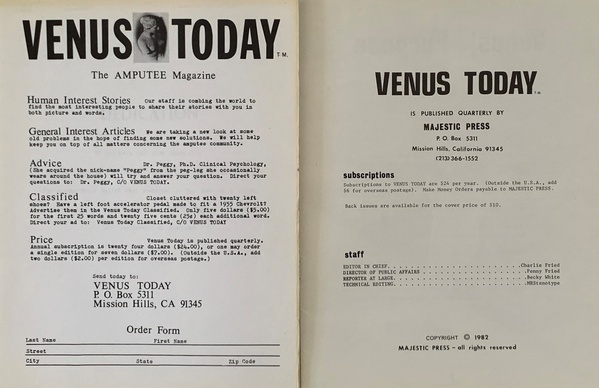 VENUS TODAY T.M.
The AMPUTEE Magazine
Human Interest Stories Our staff is combing the world to
find the most interesting people to share their stories with you in
both picture and words.
General Interest Articles We are taking a new look at some
old problems in the hope of finding some new solutions. We will help
keep you on top of all matters concerning the amputee community.
Advice Dr. Peggy, Ph.D. Clinical Psychology,
(She acquired the nick-name "Peggy" from the peg-leg she occasionally
wears around the house) will try and answer your question. Direct your
questions to: Dr. Peggy, C/O VENUS TODAY.
Classified Closet cluttered with twenty left
shoes? Have a left foot accelerator pedal made to fit a 1955 Chevy?
Advertise them in the Venus Today Classified. Only five dollars ($5.00)
for the first 25 words and twenty five cents (25¢) each additional word.
Direct your ad to: Venus Today Classified, C/O VENUS TODAY
Price Venus Today is published quarterly.
Annual subscription is twenty four dollars ($24.00), or one may order
a single edition for seven dollars ($7.00). (Outside the U.S.A., add
two dollars ($2.00) per edition for overseas postage.)
Send today to:
VENUS TODAY
P. O. Box 5311
Mission Hills, CA 91345
Order Form
Last Name First Name
Street
City State Zip Code
VENUS TODAY T.M.
IS PUBLISHED QUARTERLY BY
MAJESTIC PRESS
P. O. Box 5311
Mission Hill, California 91345
(213) 366-1552
subscriptions
Subscriptions to VENUS TODAY are $24 per year. (Outside the U.S.A., add
$6 for overseas postage). Make Money Orders payable to MAJESTIC PRESS.
Back issues are available for the cover price of $10.
staff
EDITOR IN CHIEF. . . . . . . . . . . . . . . . . . . . .Charlie Fried
DIRECTOR OF PUBLIC AFFAIRS . . . . . . . . . . . . . . . .Penny Fried
REPORTER AT LARGE. . . . . . . . . . . . . . . . . . . . .Becky White
TECHNICAL EDITING. . . . . . . . . . . . . . . . . . . . .MRStenotype
COPYRIGHT © 1982
MAJESTIC PRESS - all rights reserved